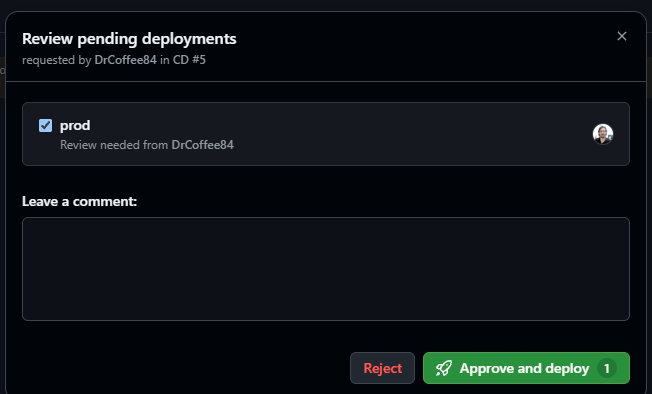 Review pending deployments
requested by DrCoffee84 in CD #5
prod
Review needed from DrCoffee84
Leave a comment:
Reject
Approve and deploy 1